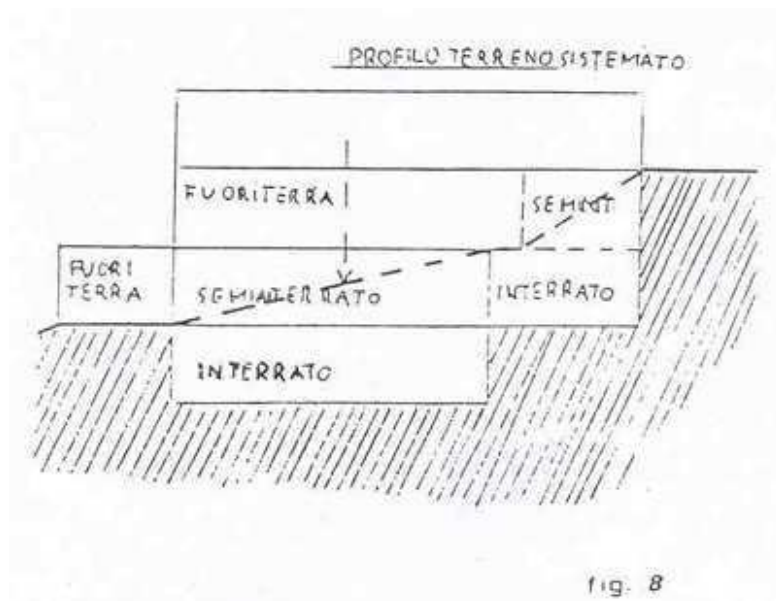 PROFILO TERRENO SISTEMATO
FUORITERRA
SEMINT
FUORI
TERRA
SEMINTERRATO
INTERRATO
INTERRATO
fig. 8